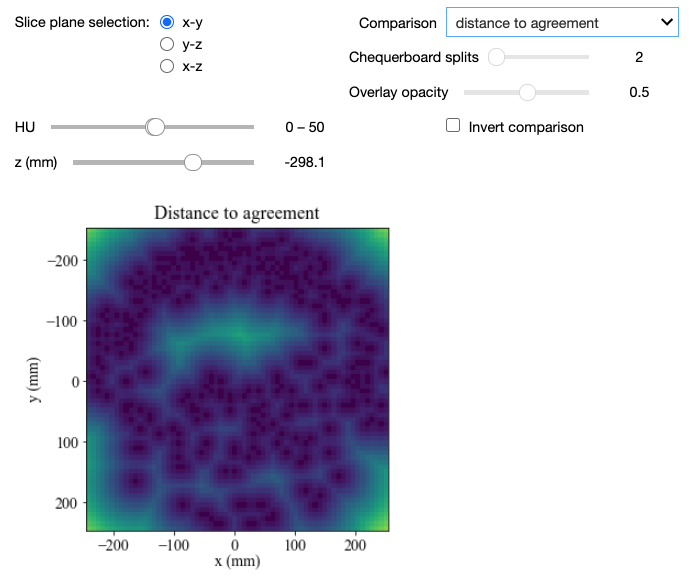 Slice plane selection:
x-y
y-z
x-z
Comparison
distance to agreement
Chequerboard splits
2
Overlay opacity
0.5
Invert comparison
HU
0 – 50
z (mm)
-298.1
Distance to agreement
−200
−100
0
100
200
y (mm)
−200
−100
0
100
200
x (mm)